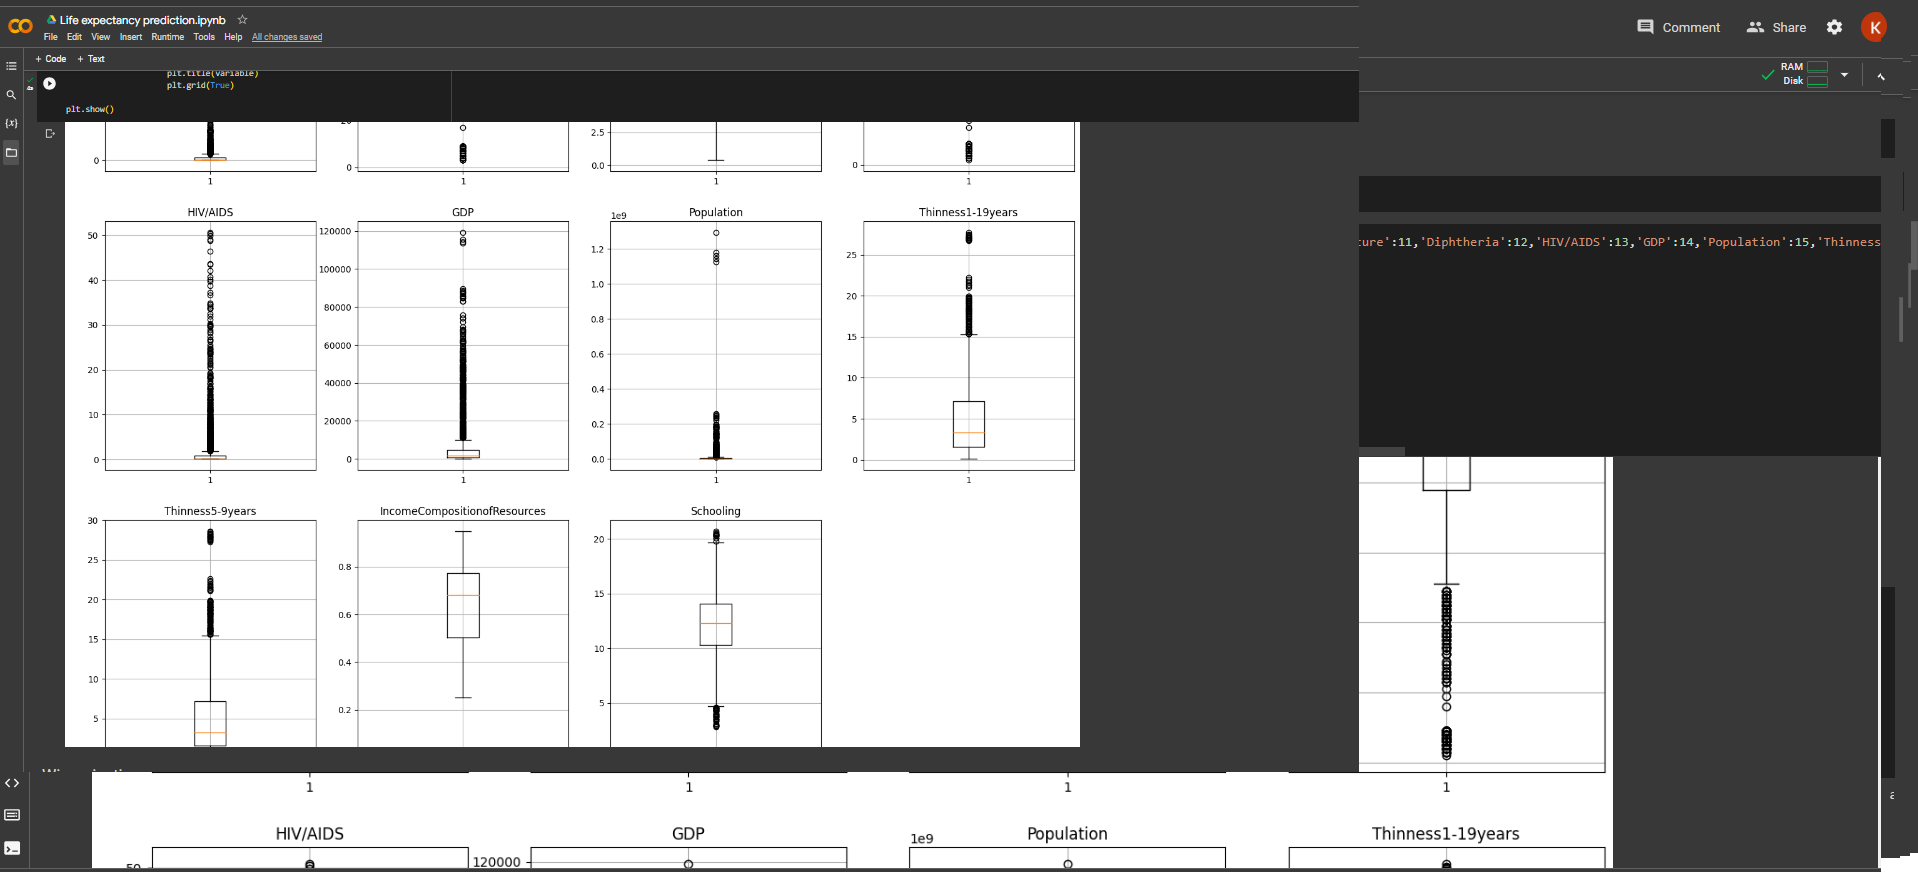 Life expectancy prediction.ipynb
File Edit View Insert Runtime Tools Help All changes saved
Comment Share K
+ Code + Text
RAM
Disk
plt.title(variable)
plt.grid(True)
plt.show()
{x}
0
1
20
0
1
2.5
0.0
1
0
1
HIV/AIDS
50
40
30
20
10
0
1
GDP
120000
100000
80000
60000
40000
20000
0
1
Population
1e9
1.2
1.0
0.8
0.6
0.4
0.2
0.0
1
Thinness1-19years
25
20
15
10
5
0
1
ture':11,'Diphtheria':12,'HIV/AIDS':13,'GDP':14,'Population':15,'Thinness
Thinness5-9years
30
25
20
15
10
5
IncomeCompositionofResources
0.8
0.6
0.4
0.2
Schooling
20
15
10
5
1 1 1 1
HIV/AIDS GDP 1e9 Population Thinness1-19years
50 120000